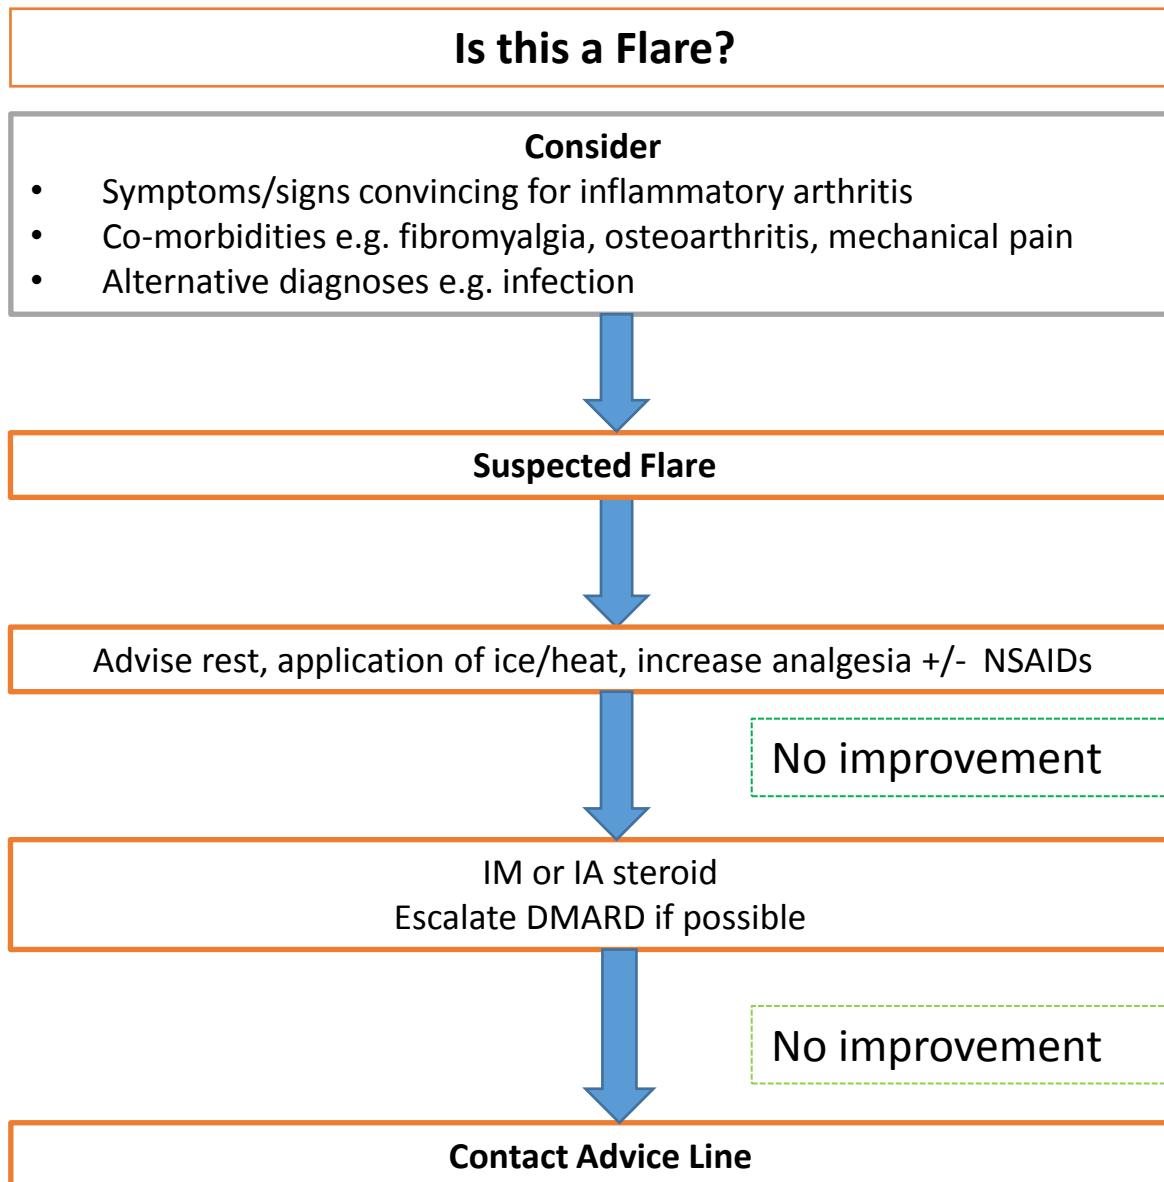 Is this a Flare?
Consider
• Symptoms/signs convincing for inflammatory arthritis
• Co-morbidities e.g. fibromyalgia, osteoarthritis, mechanical pain
• Alternative diagnoses e.g. infection
Suspected Flare
Advise rest, application of ice/heat, increase analgesia +/- NSAIDs
No improvement
IM or IA steroid
Escalate DMARD if possible
No improvement
Contact Advice Line